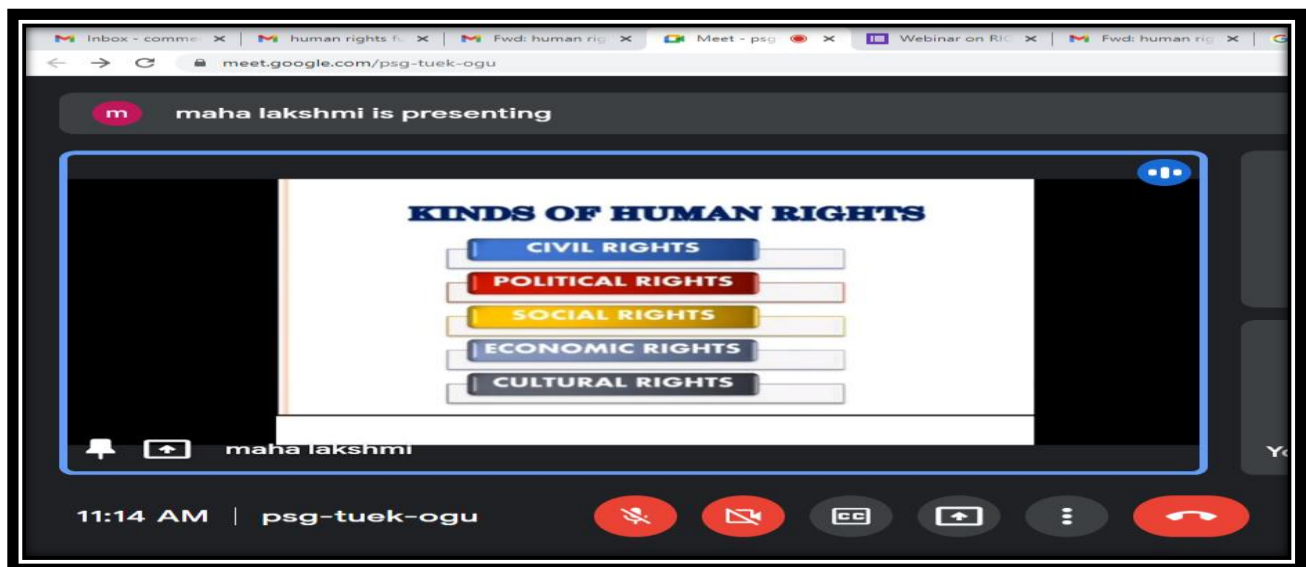 Inbox - comme
human rights f
Fwd: human rig
Meet - psg
Webinar on RIG
Fwd: human rig
meet.google.com/psg-tuek-ogu
m maha lakshmi is presenting
KINDS OF HUMAN RIGHTS
CIVIL RIGHTS
POLITICAL RIGHTS
SOCIAL RIGHTS
ECONOMIC RIGHTS
CULTURAL RIGHTS
maha lakshmi
11:14 AM | psg-tuek-ogu
CC